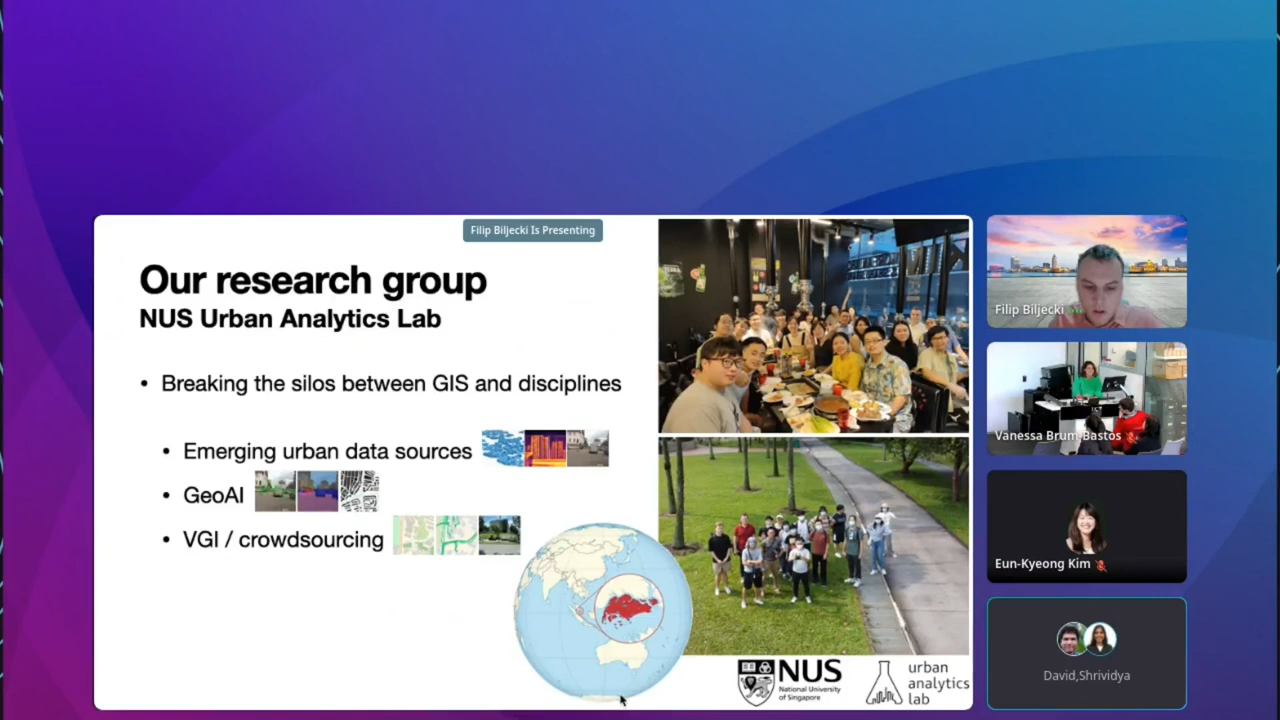 Filip Biljecki Is Presenting
Our research group
NUS Urban Analytics Lab
• Breaking the silos between GIS and disciplines
• Emerging urban data sources
• GeoAI
• VGI / crowdsourcing
NUS
National University
of Singapore
urban
analytics
lab
Filip Biljecki
Vanessa Brum-Bastos
Eun-Kyeong Kim
David,Shrividya